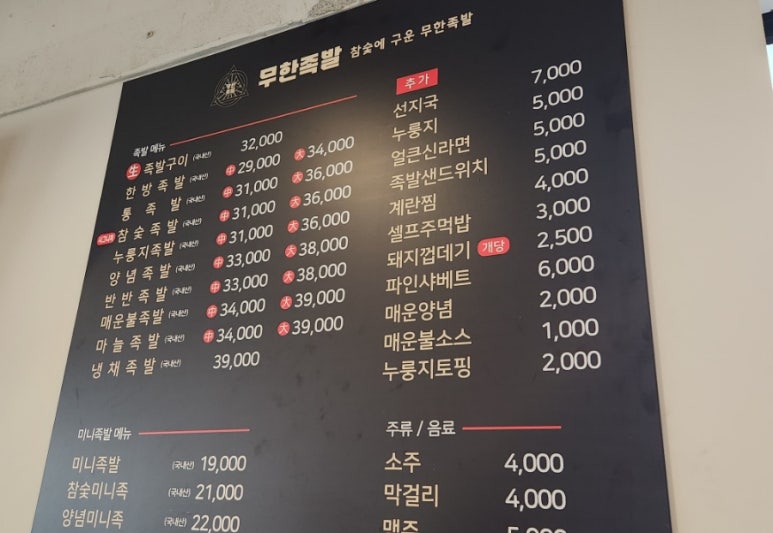 무한족발 참숯에 구운 무한족발
족발 메뉴
生 족발구이 (국내산) 32,000
한방족발 (국내산) 中 29,000 大 34,000
통족발 (국내산) 中 31,000 大 36,000
참숯족발 (국내산) 中 31,000 大 36,000
누룽지족발 (국내산) 中 31,000 大 36,000
양념족발 (국내산) 中 33,000 大 38,000
반반족발 (국내산) 中 33,000 大 38,000
매운불족발 (국내산) 中 34,000 大 39,000
마늘족발 (국내산) 中 34,000 大 39,000
냉채족발 (국내산) 39,000
추가
선지국 7,000
누룽지 5,000
얼큰신라면 5,000
족발샌드위치 5,000
계란찜 4,000
셀프주먹밥 3,000
돼지껍데기 개당 2,500
파인샤베트 6,000
매운양념 2,000
매운불소스 1,000
누룽지토핑 2,000
미니족발 메뉴
미니족발 (국내산) 19,000
참숯미니족 (국내산) 21,000
양념미니족 (국내산) 22,000
주류 / 음료
소주 4,000
막걸리 4,000
맥주 5,000